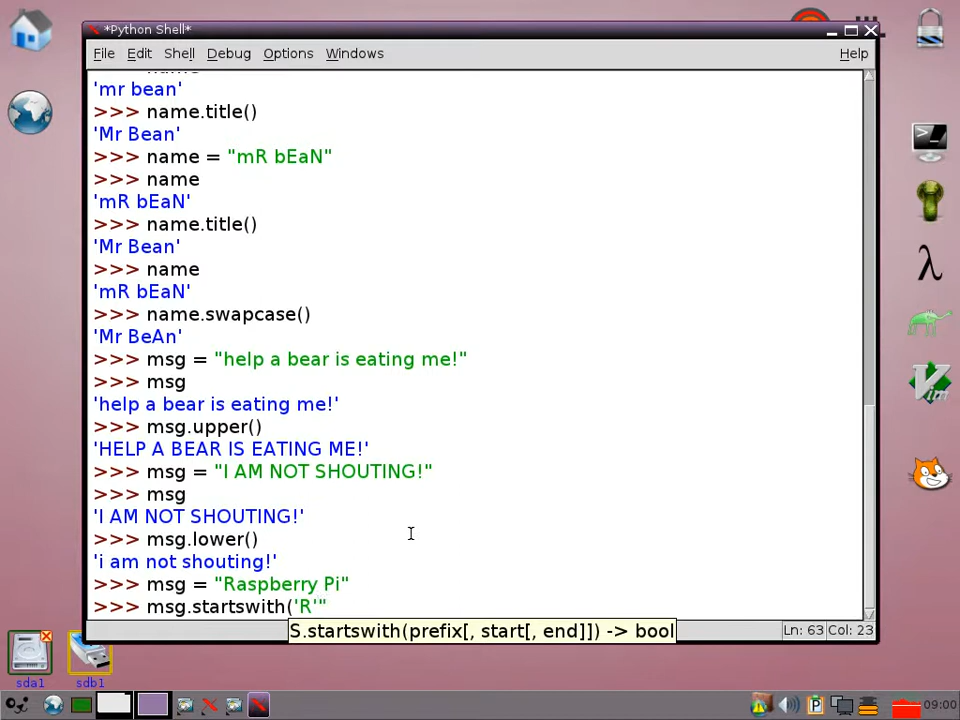 *Python Shell*
File Edit Shell Debug Options Windows Help
'mr bean'
>>> name.title()
'Mr Bean'
>>> name = "mR bEaN"
>>> name
'mR bEaN'
>>> name.title()
'Mr Bean'
>>> name
'mR bEaN'
>>> name.swapcase()
'Mr BeAn'
>>> msg = "help a bear is eating me!"
>>> msg
'help a bear is eating me!'
>>> msg.upper()
'HELP A BEAR IS EATING ME!'
>>> msg = "I AM NOT SHOUTING!"
>>> msg
'I AM NOT SHOUTING!'
>>> msg.lower()
'i am not shouting!'
>>> msg = "Raspberry Pi"
>>> msg.startswith('R'"
S.startswith(prefix[, start[, end]]) -> bool
Ln: 63 Col: 23
sda1 sdb1
09:00